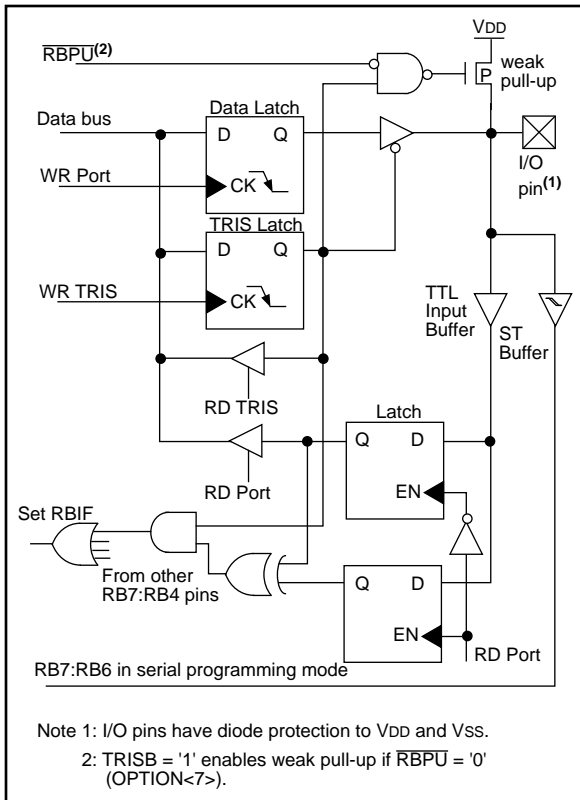 VDD
RBPU(2)
weak
pull-up
P
Data Latch
Data bus
D Q
I/O
pin(1)
WR Port
CK
TRIS Latch
D Q
WR TRIS
CK
TTL
Input
Buffer
ST
Buffer
RD TRIS
Latch
Q D
RD Port
EN
Set RBIF
From other
RB7:RB4 pins
Q D
EN
RD Port
RB7:RB6 in serial programming mode
Note 1: I/O pins have diode protection to VDD and VSS.
2: TRISB = '1' enables weak pull-up if RBPU = '0'
(OPTION<7>).